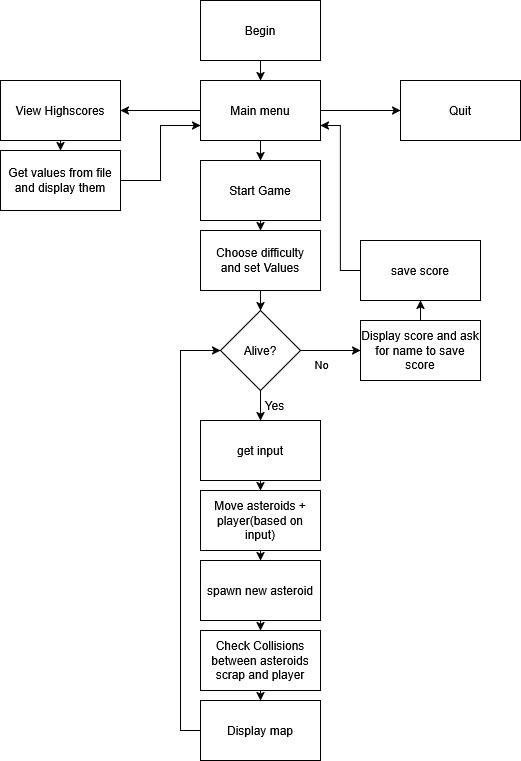 Begin
View Highscores
Main menu
Quit
Get values from file
and display them
Start Game
Choose difficulty
and set Values
save score
Alive?
No
Display score and ask
for name to save
score
Yes
get input
Move asteroids +
player(based on
input)
spawn new asteroid
Check Collisions
between asteroids
scrap and player
Display map